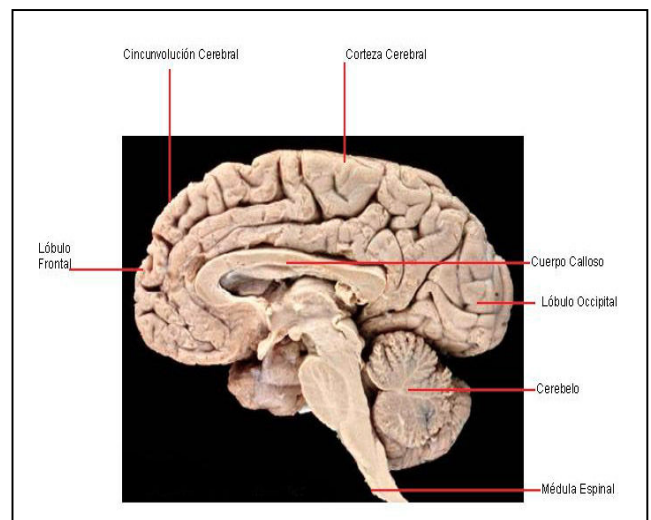 Cincunvolución Cerebral
Corteza Cerebral
Lóbulo
Frontal
Cuerpo Calloso
Lóbulo Occipital
Cerebelo
Médula Espinal